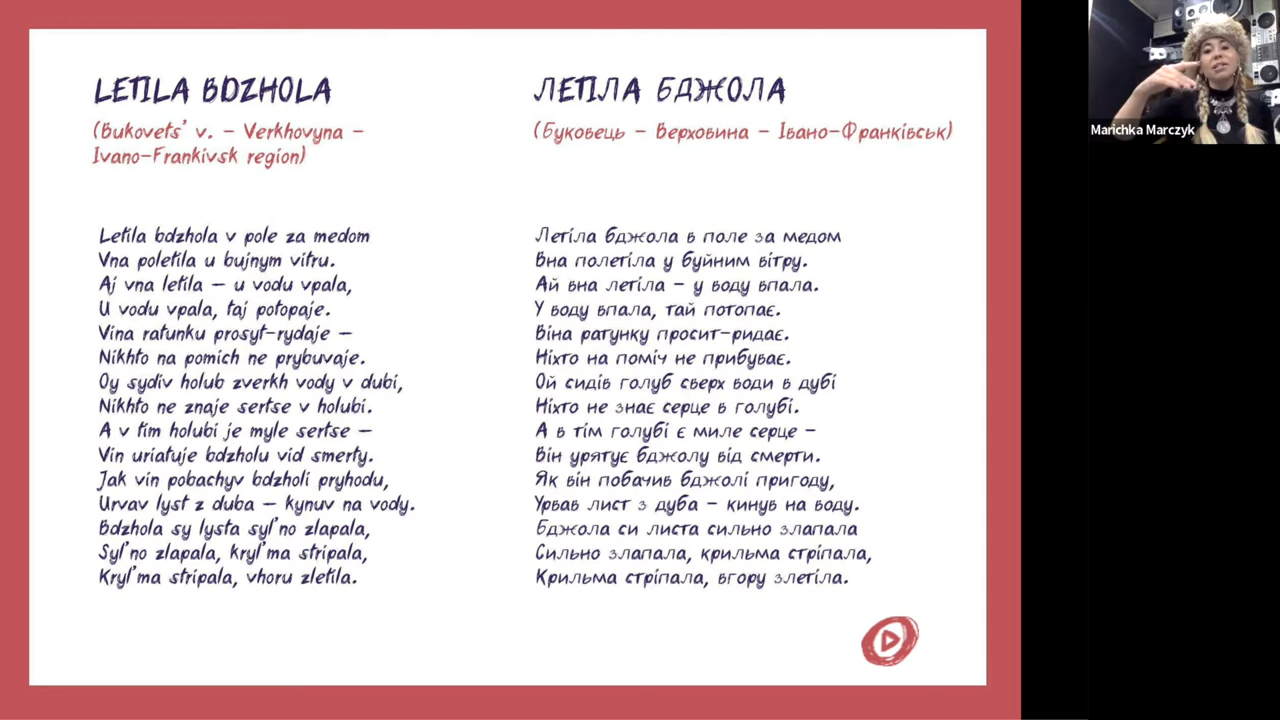 LETILA BDZHOLA
(Bukovets' v. - Verkhovyna -
Ivano-Frankivsk region)
Letila bdzhola v pole za medom
Vna poletila u bujnym vitru.
Aj vna letila – u vodu vpala,
U vodu vpala, taj potopaje.
Vina ratunku prosyt-rydaje –
Nikhto na pomich ne prybuvaje.
Oy sydiv holub zverkh vody v dubi,
Nikhto ne znaje sertse v holubi.
A v tim holubi je myle sertse –
Vin uriatuje bdzholu vid smerty.
Jak vin pobachyv bdzholi pryhodu,
Urvav lyst z duba – kynuv na vody.
Bdzhola sy lysta syl'no zlapala,
Syl'no zlapala, kryl'ma stripala,
Kryl'ma stripala, vhoru zletila.
ЛЕТІЛА БДЖОЛА
(Буковець - Верховина - Івано-Франківськ)
Летіла бджола в поле за медом
Вна полетіла у буйним вітру.
Ай вна летіла – у воду впала.
У воду впала, тай потопає.
Віна ратунку просит-ридає.
Ніхто на поміч не прибуває.
Ой сидів голуб сверх води в дубі
Ніхто не знає серце в голубі.
А в тім голубі є миле серце –
Він урятує бджолу від смерти.
Як він побачив бджолі пригоду,
Урвав лист з дуба – кинув на воду.
Бджола си листа сильно злапала
Сильно злапала, крильма стріпала,
Крильма стріпала, вгору злетіла.
Marichka Marczyk